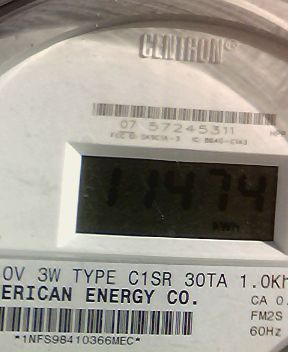 CENTRON®
07 57245311
11474
kWh
0V 3W TYPE C1SR 30TA 1.0Kh
ERICAN ENERGY CO.
CA 0.
FM2S
60Hz
*1NFS98410366MEC*